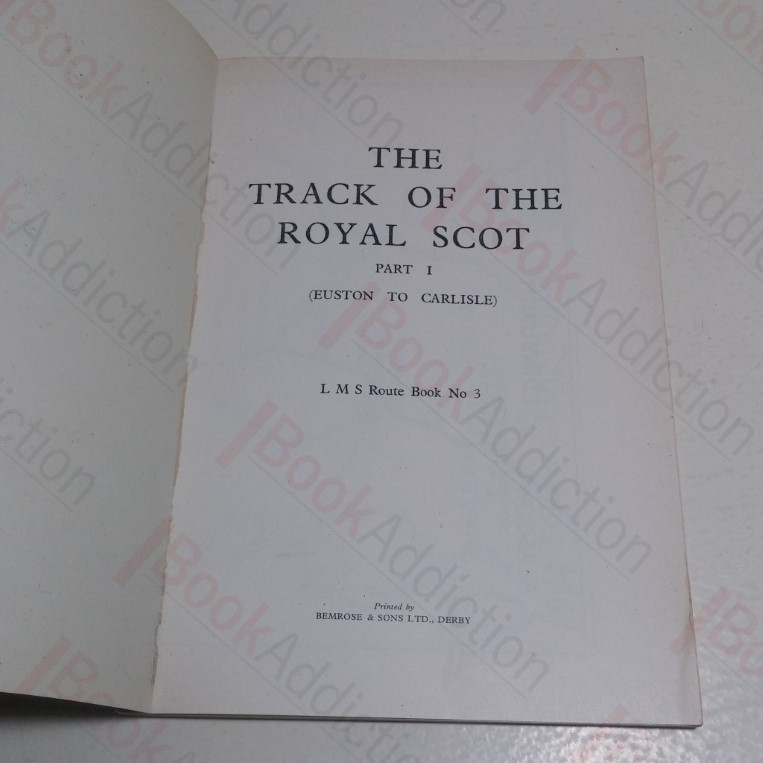 THE
TRACK OF THE
ROYAL SCOT
PART I
(EUSTON TO CARLISLE)
L M S Route Book No 3
Printed by
BEMROSE & SONS LTD., DERBY
BookAddiction